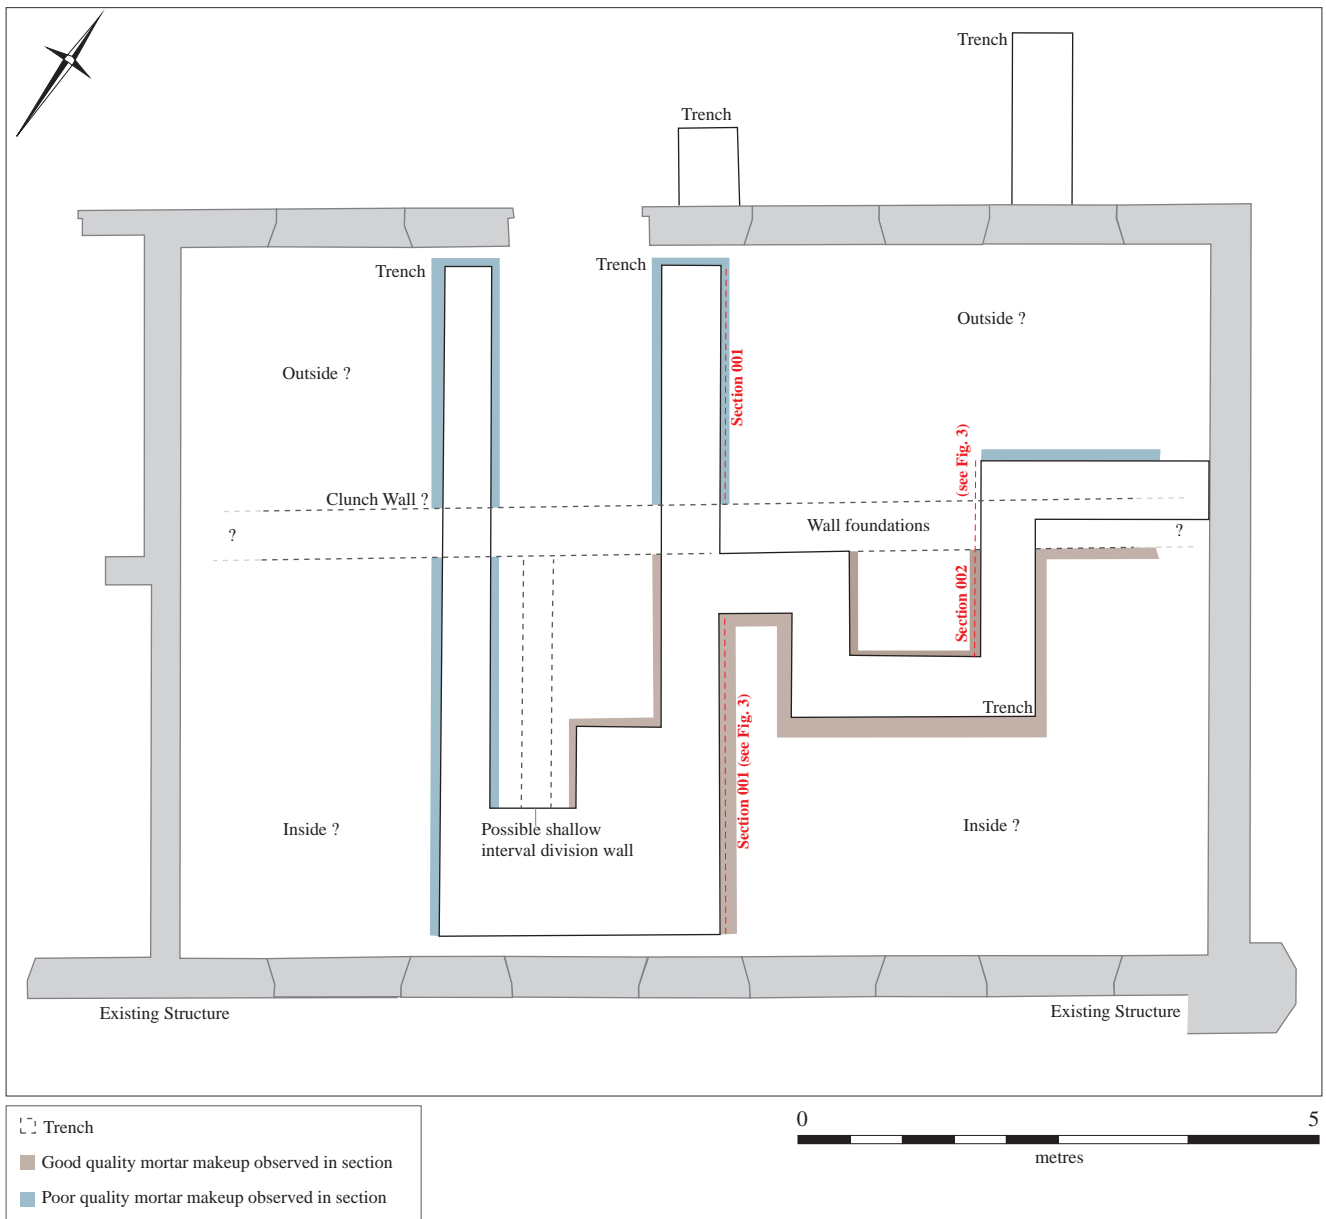 Trench
Trench
Trench
Trench
Outside ?
Outside ?
Section 001
(see Fig. 3)
Clunch Wall ?
Wall foundations
?
?
Section 002
Trench
Section 001 (see Fig. 3)
Inside ?
Possible shallow
interval division wall
Inside ?
Existing Structure
Existing Structure
Trench
Good quality mortar makeup observed in section
Poor quality mortar makeup observed in section
0
5
metres